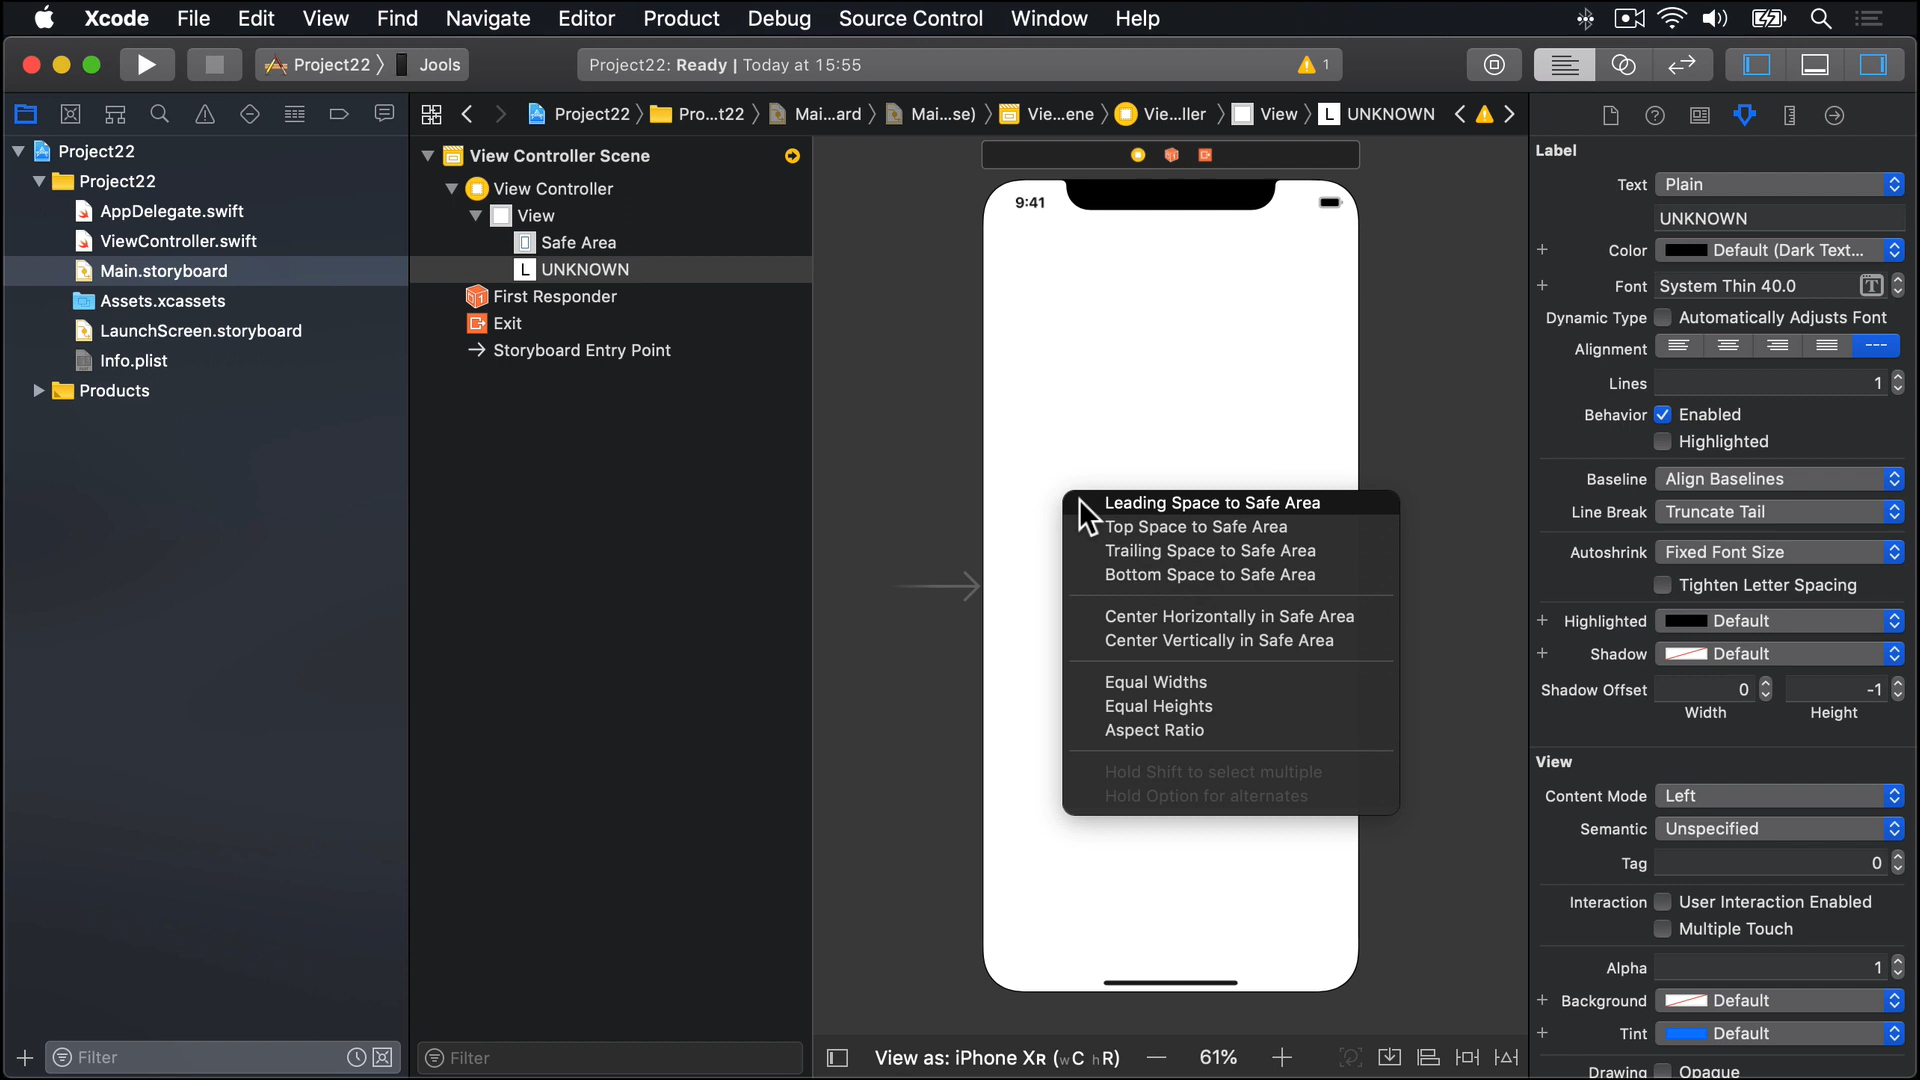 Xcode File Edit View Find Navigate Editor Product Debug Source Control Window Help
Project22 〉 Jools
Project22: Ready | Today at 15:55
1
Project22 〉 Pro...t22 〉 Mai...ard 〉 Mai...se) 〉 Vie...ene 〉 Vie...ller 〉 View 〉 L UNKNOWN
Project22
Project22
AppDelegate.swift
ViewController.swift
Main.storyboard
Assets.xcassets
LaunchScreen.storyboard
Info.plist
Products
Filter
View Controller Scene
View Controller
View
Safe Area
L UNKNOWN
First Responder
Exit
Storyboard Entry Point
Filter
9:41
Leading Space to Safe Area
Top Space to Safe Area
Trailing Space to Safe Area
Bottom Space to Safe Area
Center Horizontally in Safe Area
Center Vertically in Safe Area
Equal Widths
Equal Heights
Aspect Ratio
Hold Shift to select multiple
Hold Option for alternates
View as: iPhone XR (wC hR) — 61% +
Label
Text Plain
UNKNOWN
+ Color Default (Dark Text...
+ Font System Thin 40.0 T
Dynamic Type Automatically Adjusts Font
Alignment ---
Lines 1
Behavior Enabled
Highlighted
Baseline Align Baselines
Line Break Truncate Tail
Autoshrink Fixed Font Size
Tighten Letter Spacing
+ Highlighted Default
+ Shadow Default
Shadow Offset 0 -1
Width Height
View
Content Mode Left
Semantic Unspecified
Tag 0
Interaction User Interaction Enabled
Multiple Touch
Alpha 1
+ Background Default
+ Tint Default
Drawing Opaque